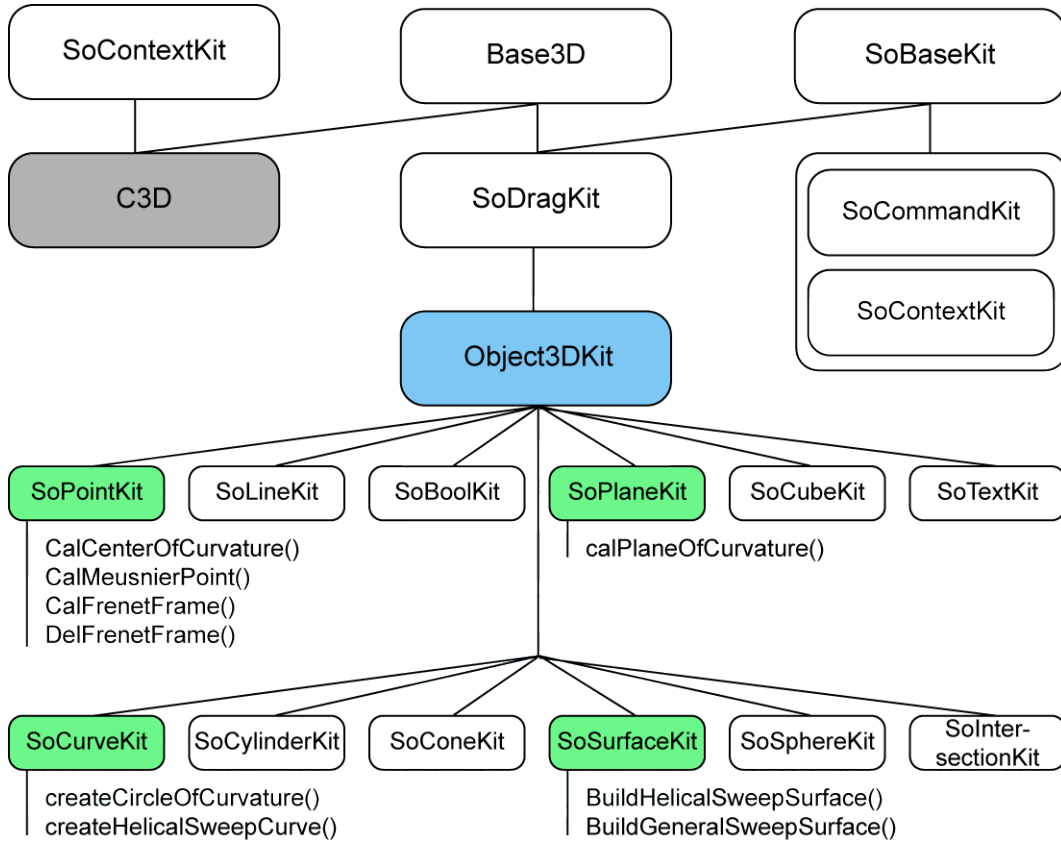 SoContextKit
Base3D
SoBaseKit
C3D
SoDragKit
SoCommandKit
SoContextKit
Object3DKit
SoPointKit
SoLineKit
SoBoolKit
SoPlaneKit
SoCubeKit
SoTextKit
CalCenterOfCurvature()
CalMeusnierPoint()
CalFrenetFrame()
DelFrenetFrame()
calPlaneOfCurvature()
SoCurveKit
SoCylinderKit
SoConeKit
SoSurfaceKit
SoSphereKit
SoInter-
sectionKit
createCircleOfCurvature()
createHelicalSweepCurve()
BuildHelicalSweepSurface()
BuildGeneralSweepSurface()